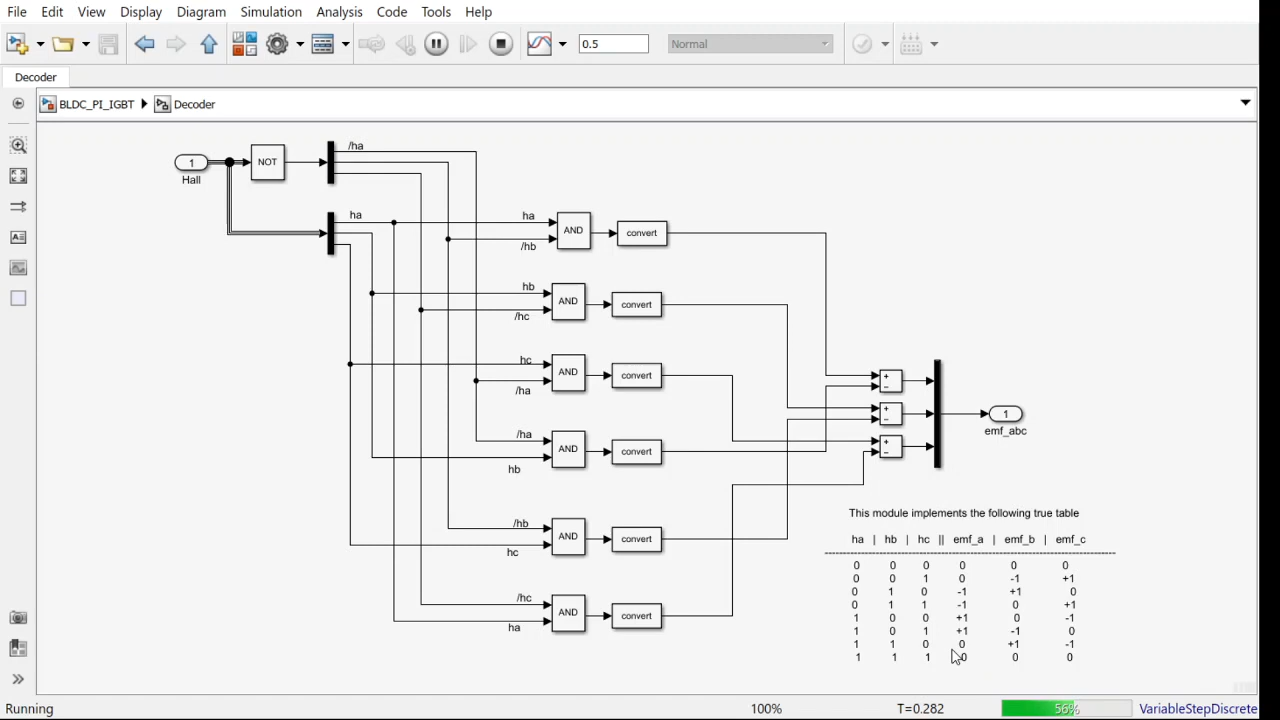 File Edit View Display Diagram Simulation Analysis Code Tools Help
0.5 Normal
Decoder
BLDC_PI_IGBT Decoder
1
Hall
NOT
/ha
ha
ha
/hb
AND
convert
hb
/hc
AND
convert
hc
/ha
AND
convert
+
−
+
−
+
−
1
emf_abc
/ha
hb
AND
convert
/hb
hc
AND
convert
/hc
ha
AND
convert
This module implements the following true table
ha | hb | hc || emf_a | emf_b | emf_c
--------------------------------------------------------------------
0 0 0 0 0 0
0 0 1 0 -1 +1
0 1 0 -1 +1 0
0 1 1 -1 0 +1
1 0 0 +1 0 -1
1 0 1 +1 -1 0
1 1 0 0 +1 -1
1 1 1 0 0 0
Running 100% T=0.282 56% VariableStepDiscrete